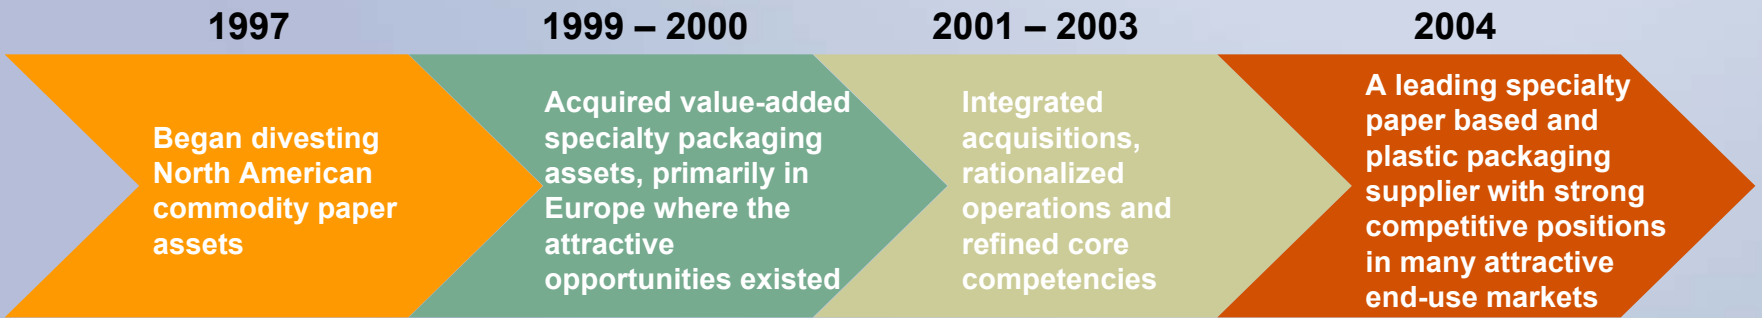 1997
1999 – 2000
2001 – 2003
2004
Began divesting
North American
commodity paper
assets
Acquired value-added
specialty packaging
assets, primarily in
Europe where the
attractive
opportunities existed
Integrated
acquisitions,
rationalized
operations and
refined core
competencies
A leading specialty
paper based and
plastic packaging
supplier with strong
competitive positions
in many attractive
end-use markets